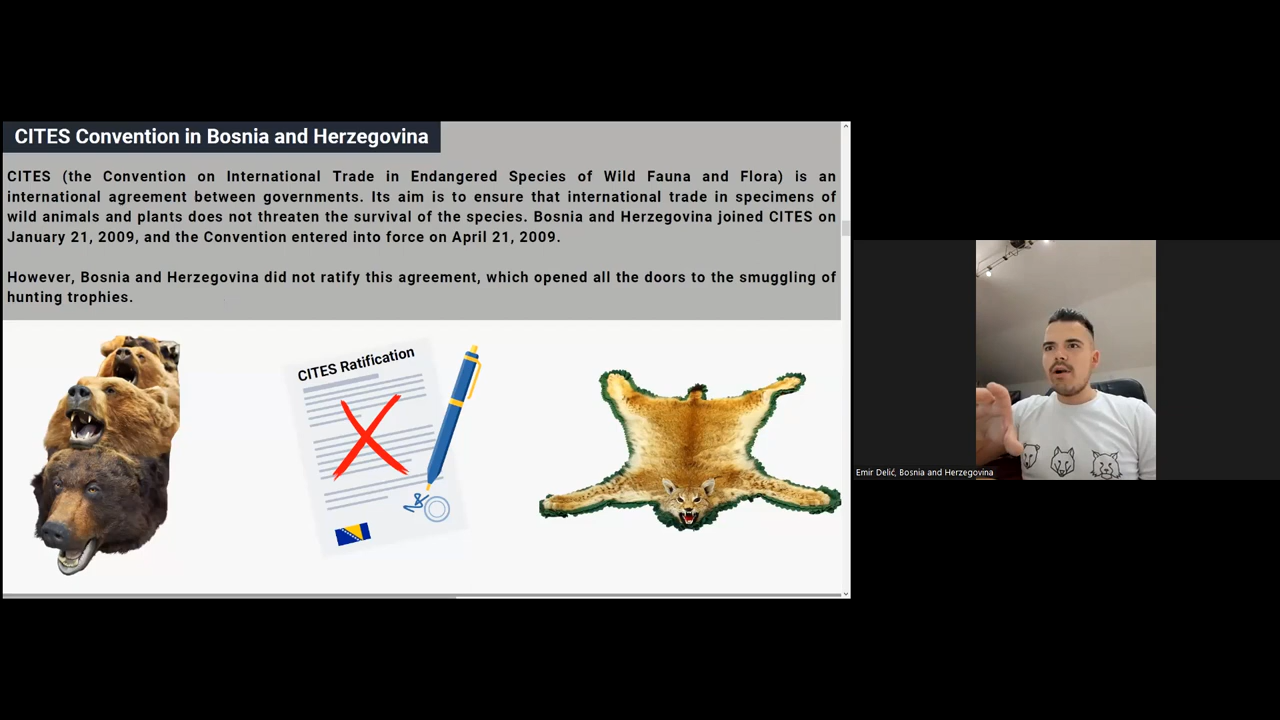 CITES Convention in Bosnia and Herzegovina
CITES (the Convention on International Trade in Endangered Species of Wild Fauna and Flora) is an
international agreement between governments. Its aim is to ensure that international trade in specimens of
wild animals and plants does not threaten the survival of the species. Bosnia and Herzegovina joined CITES on
January 21, 2009, and the Convention entered into force on April 21, 2009.
However, Bosnia and Herzegovina did not ratify this agreement, which opened all the doors to the smuggling of
hunting trophies.
CITES Ratification
Emir Delić, Bosnia and Herzegovina